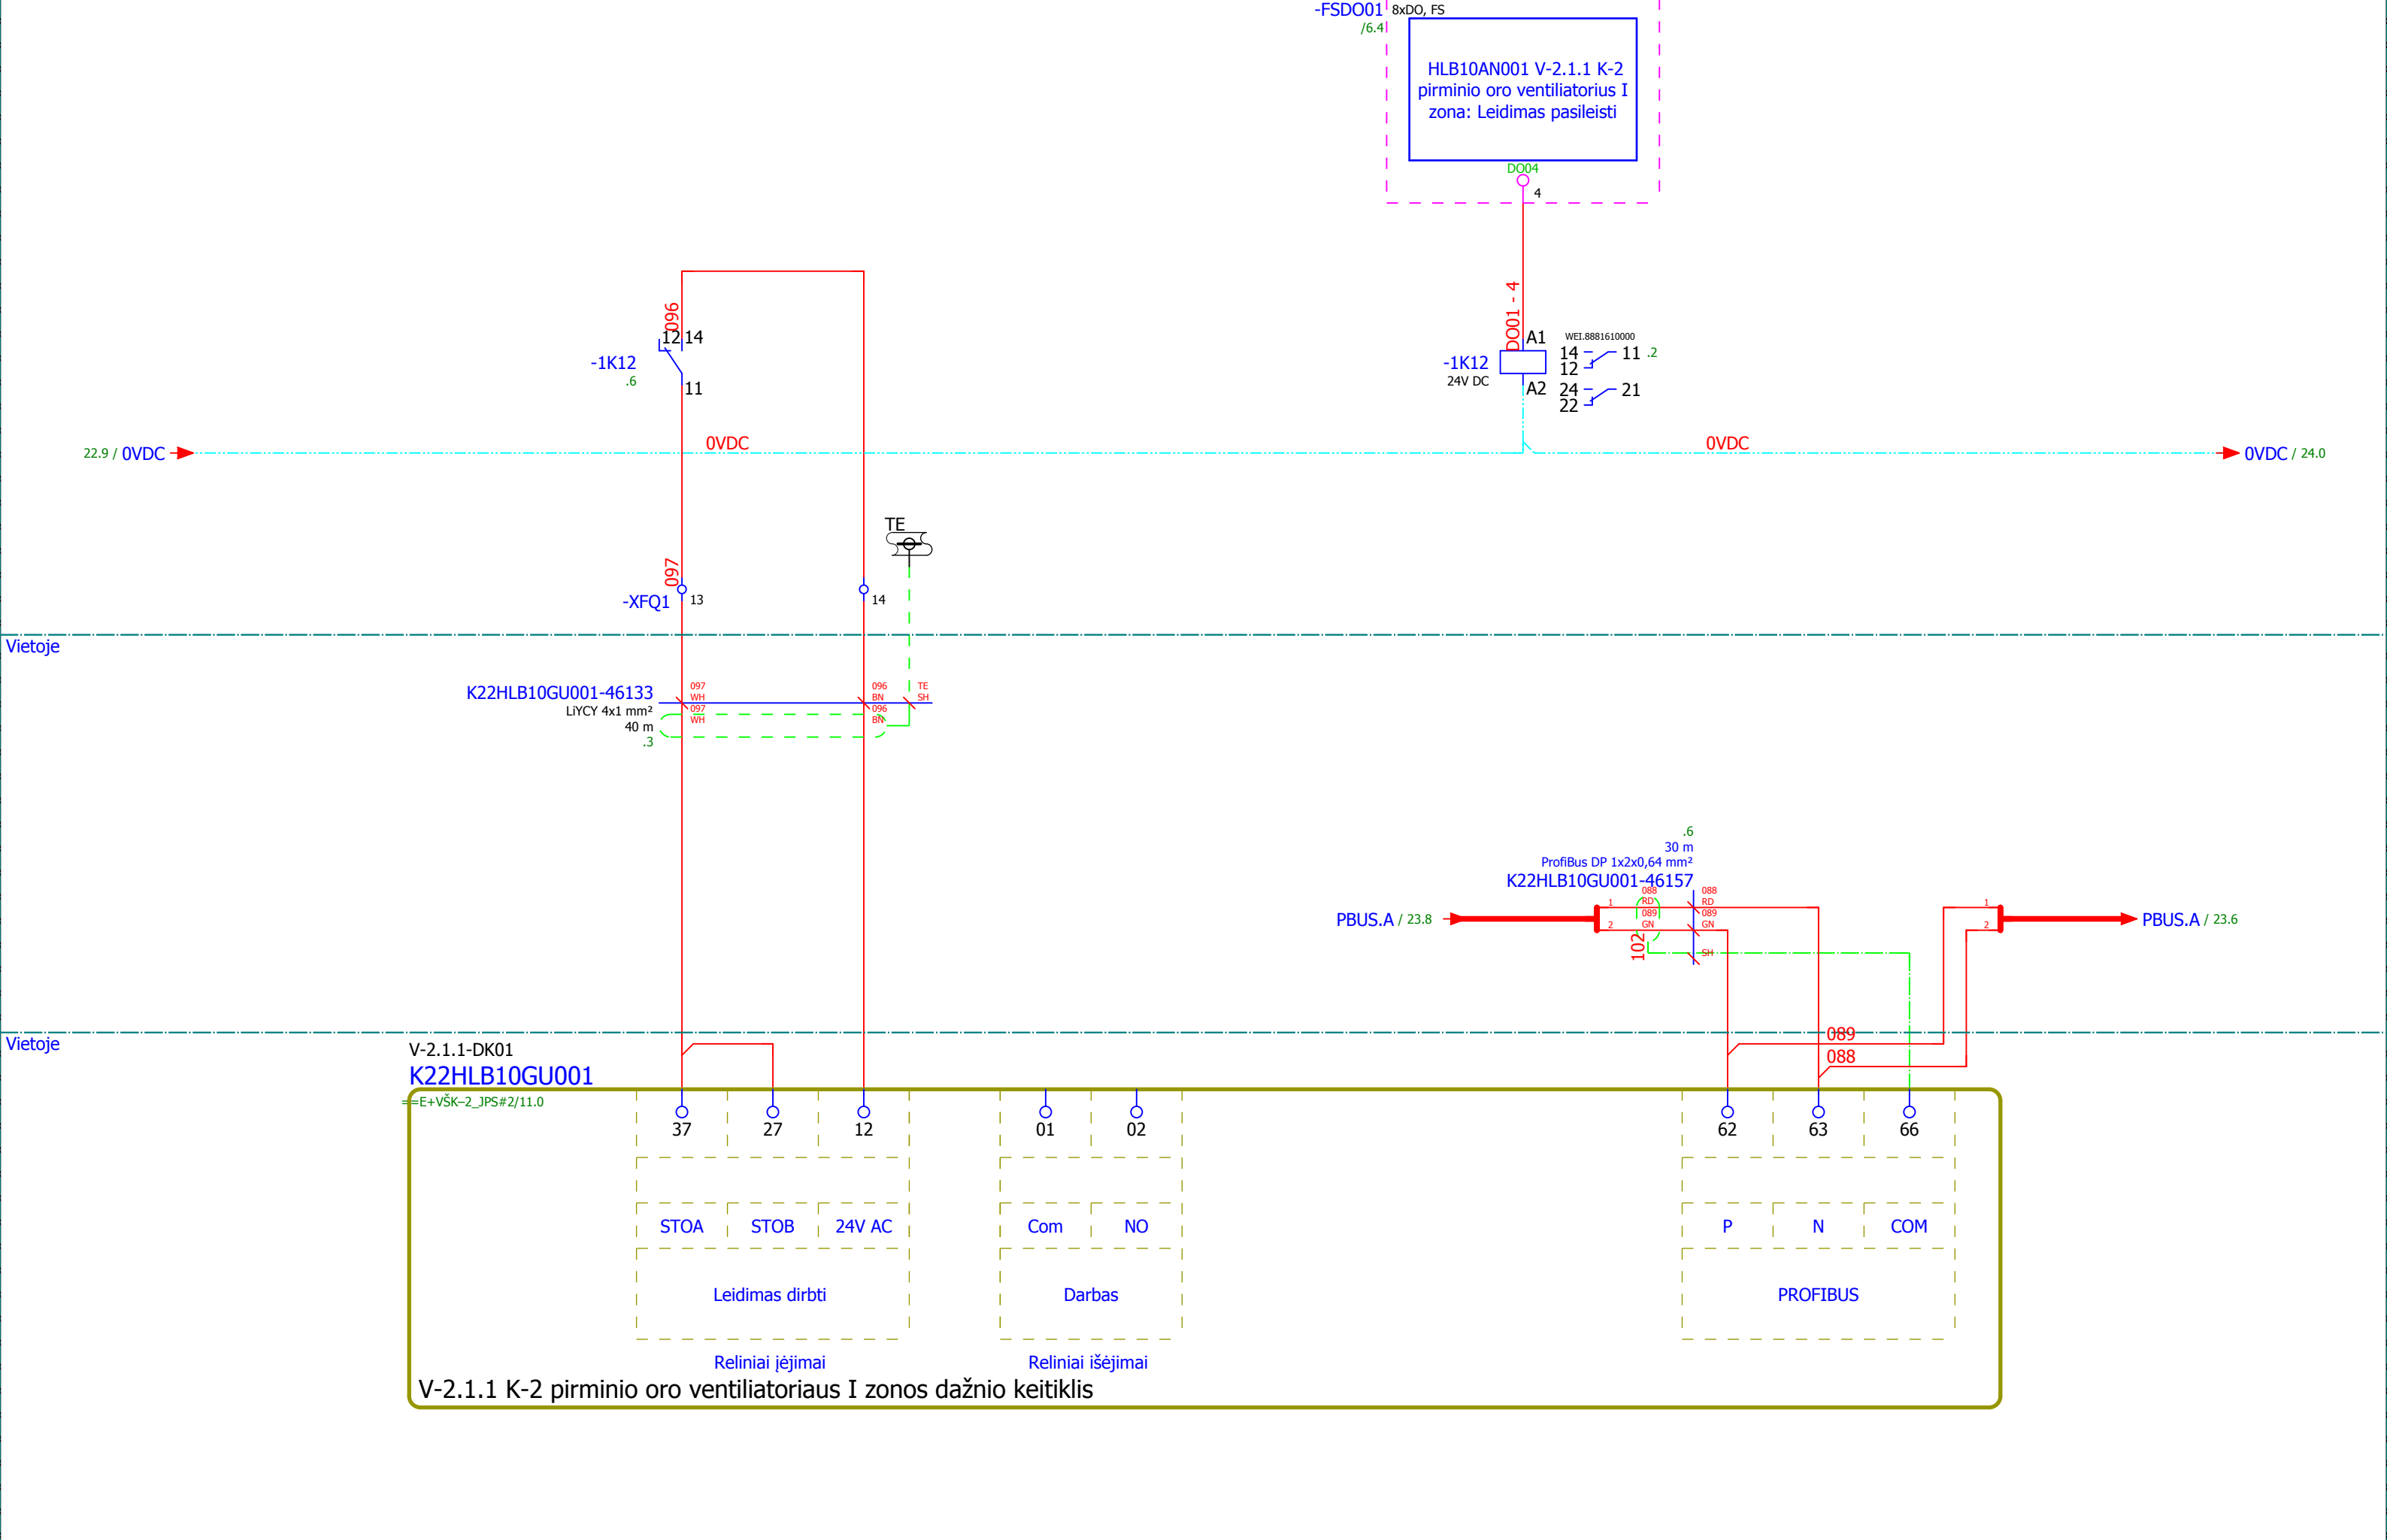 -FSDO01
8xDO, FS
/6.4
HLB10AN001 V-2.1.1 K-2
pirminio oro ventiliatorius I
zona: Leidimas pasileisti
DO04
4
096
12 14
-1K12
.6
11
DO01 - 4
A1
WEI.8881610000
-1K12
24V DC
A2
14
11 .2
12
24
21
22
22.9 / 0VDC
0VDC
0VDC
0VDC / 24.0
TE
097
-XFQ1
13
14
Vietoje
K22HLB10GU001-46133
LiYCY 4x1 mm²
40 m
.3
097
WH
097
WH
096
BN
096
BN
TE
SH
.6
30 m
ProfiBus DP 1x2x0,64 mm²
K22HLB10GU001-46157
PBUS.A / 23.8
1
2
088
RD
089
GN
088
RD
089
GN
SH
102
1
2
PBUS.A / 23.6
089
088
Vietoje
V-2.1.1-DK01
K22HLB10GU001
==E+VŠK-2_JPS#2/11.0
37
27
12
01
02
62
63
66
STOA
STOB
24V AC
Com
NO
P
N
COM
Leidimas dirbti
Darbas
PROFIBUS
Reliniai įėjimai
Reliniai išėjimai
V-2.1.1 K-2 pirminio oro ventiliatoriaus I zonos dažnio keitiklis